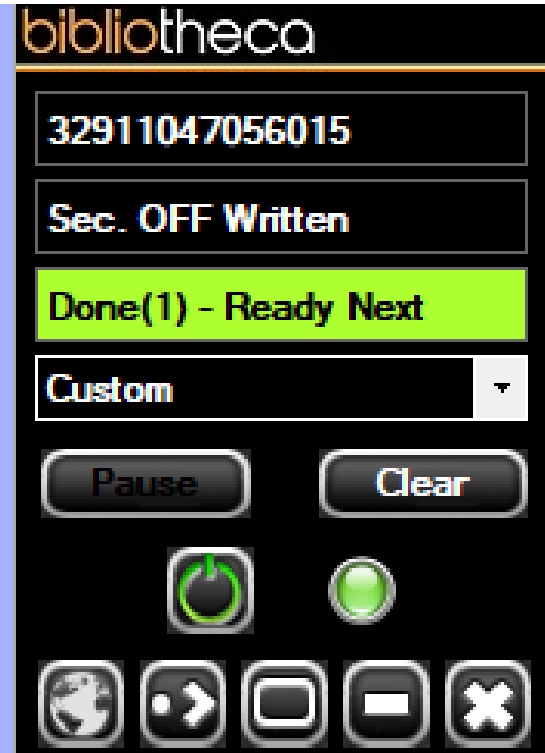 bibliotheca
32911047056015
Sec. OFF Written
Done(1) - Ready Next
Custom
Pause Clear